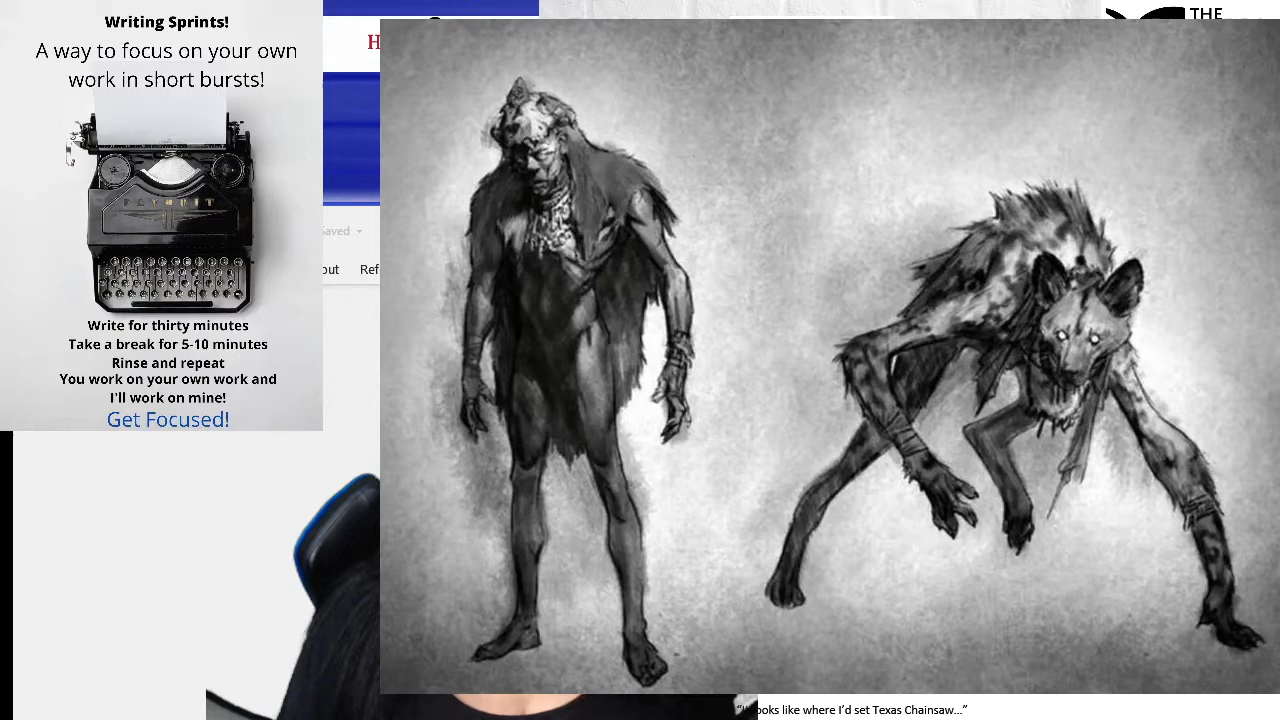 Writing Sprints!
A way to focus on your own
work in short bursts!
Write for thirty minutes
Take a break for 5-10 minutes
Rinse and repeat
You work on your own work and
I'll work on mine!
Get Focused!
H
THE
Saved
out Ref
ooks like where I'd set Texas Chainsaw…"